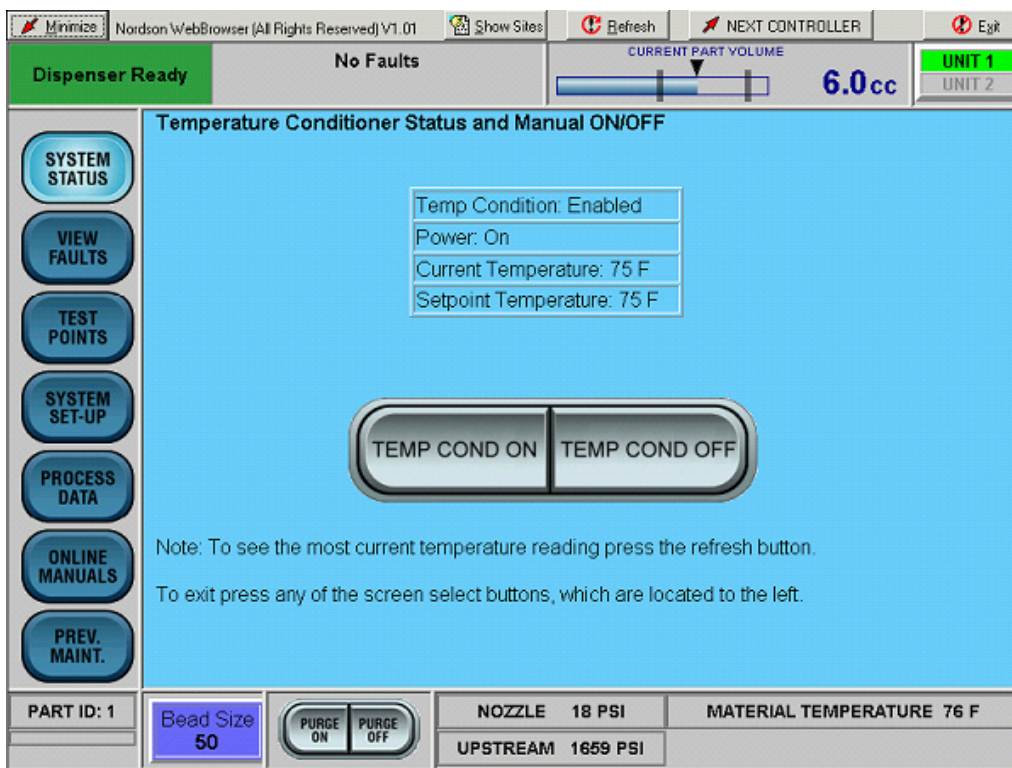 Minimize Nordson WebBrowser (All Rights Reserved) V1.01 Show Sites Refresh NEXT CONTROLLER Exit
Dispenser Ready
No Faults
CURRENT PART VOLUME
6.0 cc
UNIT 1
UNIT 2
Temperature Conditioner Status and Manual ON/OFF
SYSTEM
STATUS
VIEW
FAULTS
TEST
POINTS
SYSTEM
SET-UP
PROCESS
DATA
ONLINE
MANUALS
PREV.
MAINT.
Temp Condition: Enabled
Power: On
Current Temperature: 75 F
Setpoint Temperature: 75 F
TEMP COND ON TEMP COND OFF
Note: To see the most current temperature reading press the refresh button.
To exit press any of the screen select buttons, which are located to the left.
PART ID: 1
Bead Size
50
PURGE
ON
PURGE
OFF
NOZZLE 18 PSI
UPSTREAM 1659 PSI
MATERIAL TEMPERATURE 76 F